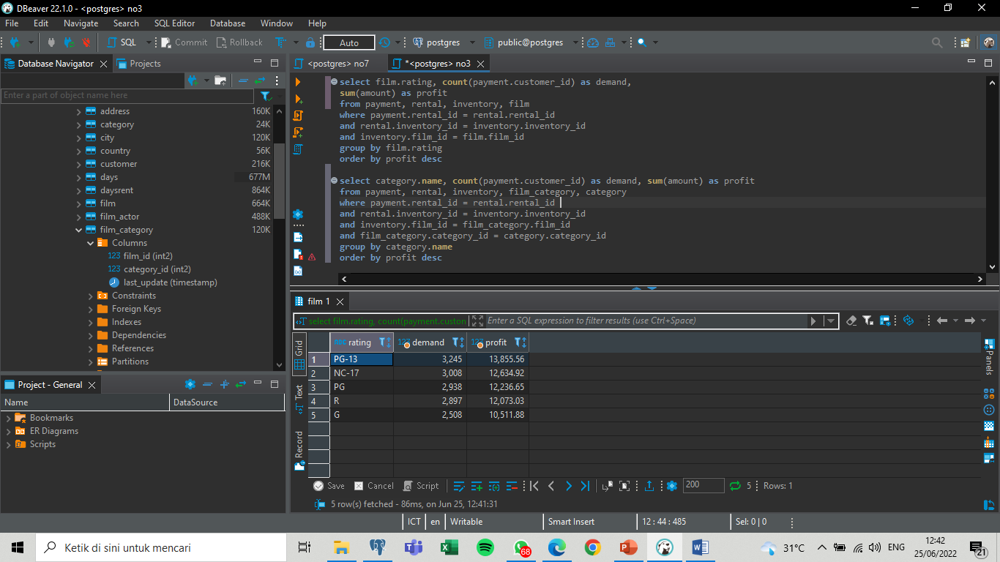 DBeaver 22.1.0 - <postgres> no3
File Edit Navigate Search SQL Editor Database Window Help
SQL Commit Rollback Auto postgres public@postgres
Database Navigator Projects
Enter a part of object name here
address 160K
category 24K
city 120K
country 56K
customer 216K
days 677M
daysrent 864K
film 664K
film_actor 488K
film_category 120K
Columns
123 film_id (int2)
123 category_id (int2)
last_update (timestamp)
Constraints
Foreign Keys
Indexes
Dependencies
References
Partitions
Project - General
Name DataSource
Bookmarks
ER Diagrams
Scripts
<postgres> no7 *<postgres> no3
select film.rating, count(payment.customer_id) as demand,
sum(amount) as profit
from payment, rental, inventory, film
where payment.rental_id = rental.rental_id
and rental.inventory_id = inventory.inventory_id
and inventory.film_id = film.film_id
group by film.rating
order by profit desc
select category.name, count(payment.customer_id) as demand, sum(amount) as profit
from payment, rental, inventory, film_category, category
where payment.rental_id = rental.rental_id
and rental.inventory_id = inventory.inventory_id
and inventory.film_id = film_category.film_id
and film_category.category_id = category.category_id
group by category.name
order by profit desc
film 1
select film.rating, count(payment.custon Enter a SQL expression to filter results (use Ctrl+Space)
Grid
Text
Record
Panels
rating 123 demand 123 profit
1 PG-13 3,245 13,855.56
2 NC-17 3,008 12,634.92
3 PG 2,938 12,236.65
4 R 2,897 12,073.03
5 G 2,508 10,511.88
Save Cancel Script 200 5 Rows: 1
5 row(s) fetched - 86ms, on Jun 25, 12:41:31
ICT en Writable Smart Insert 12 : 44 : 485 Sel: 0 | 0
Ketik di sini untuk mencari
68
31°C ENG 12:42
25/06/2022
21